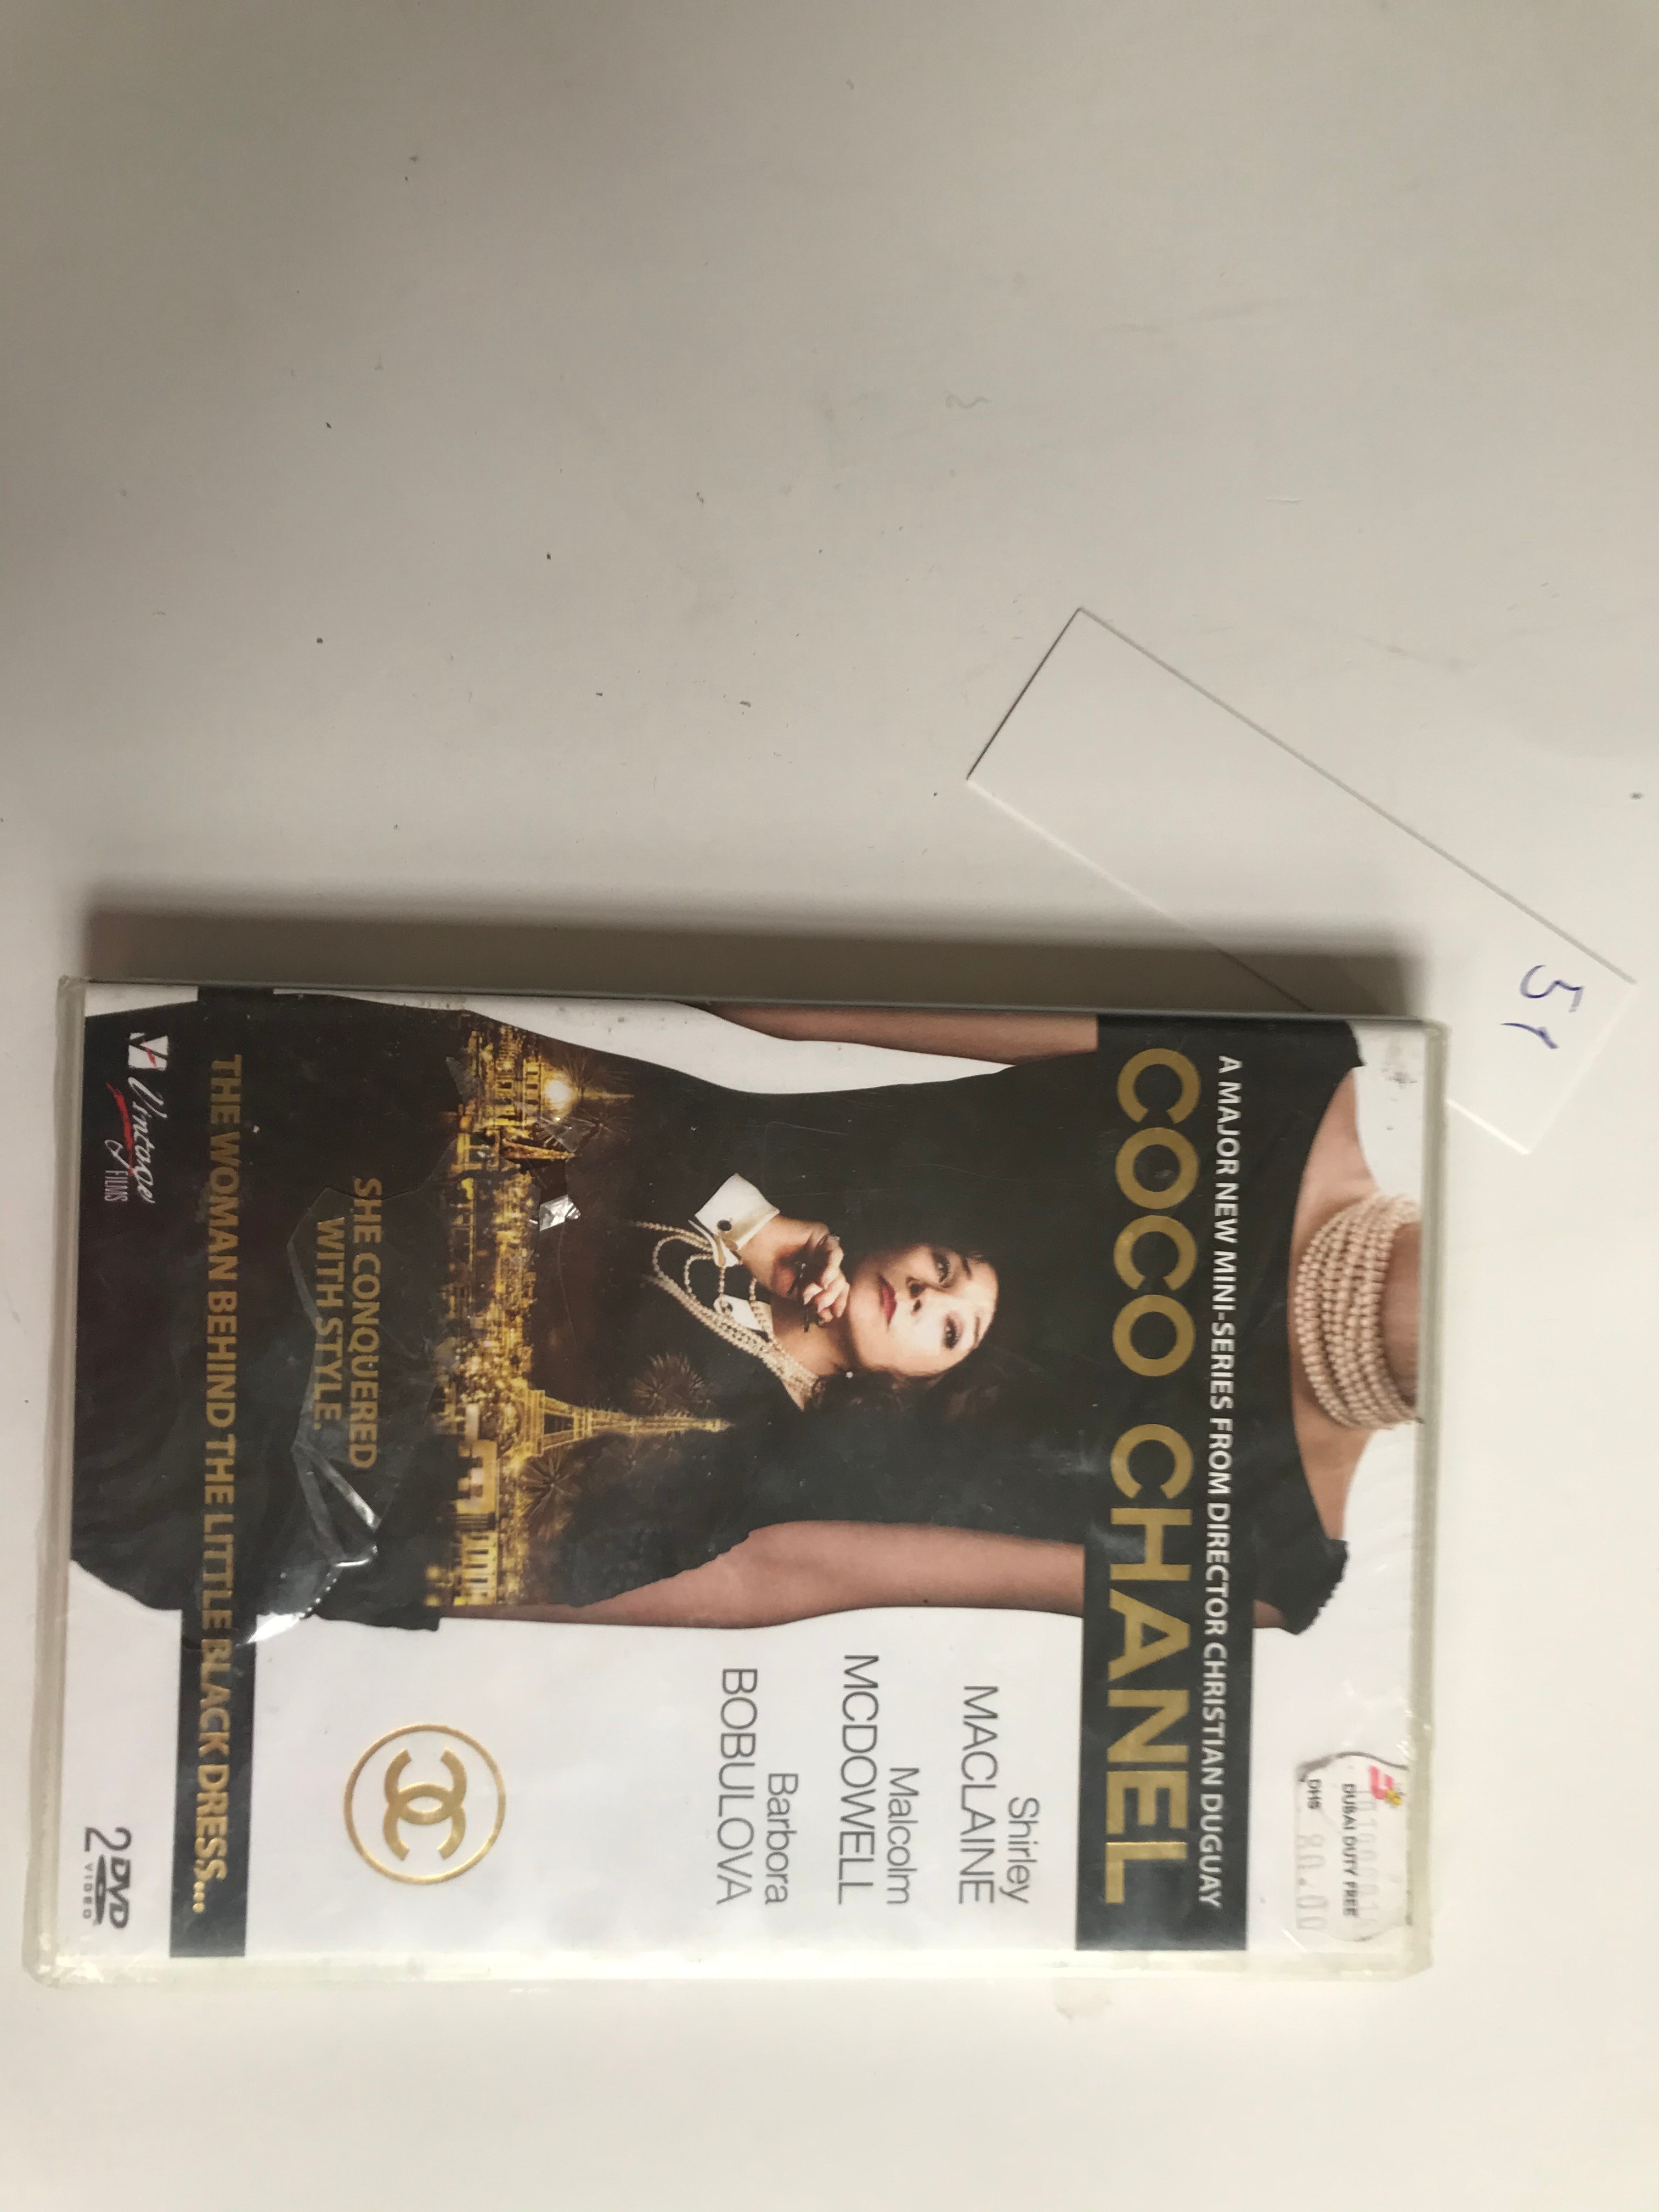 DUBAI DUTY FREE
DHS 80.00
A MAJOR NEW MINI-SERIES FROM DIRECTOR CHRISTIAN DUGUAY
COCO CHANEL
Shirley
MACLAINE
Malcolm
MCDOWELL
Barbora
BOBULOVA
SHE CONQUERED
WITH STYLE.
THE WOMAN BEHIND THE LITTLE BLACK DRESS...
Vintage
FILMS
2 DVD
VIDEO